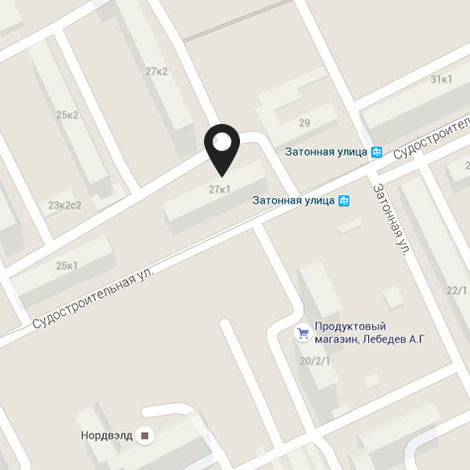 27к2
31к1
25к2
29
Затонная улица
Судостроительн
27к1
Затонная улица
23к2с2
Затонная ул.
25к1
Судостроительная ул.
22/1
Продуктовый
магазин, Лебедев А.Г
20/2/1
Нордвэлд